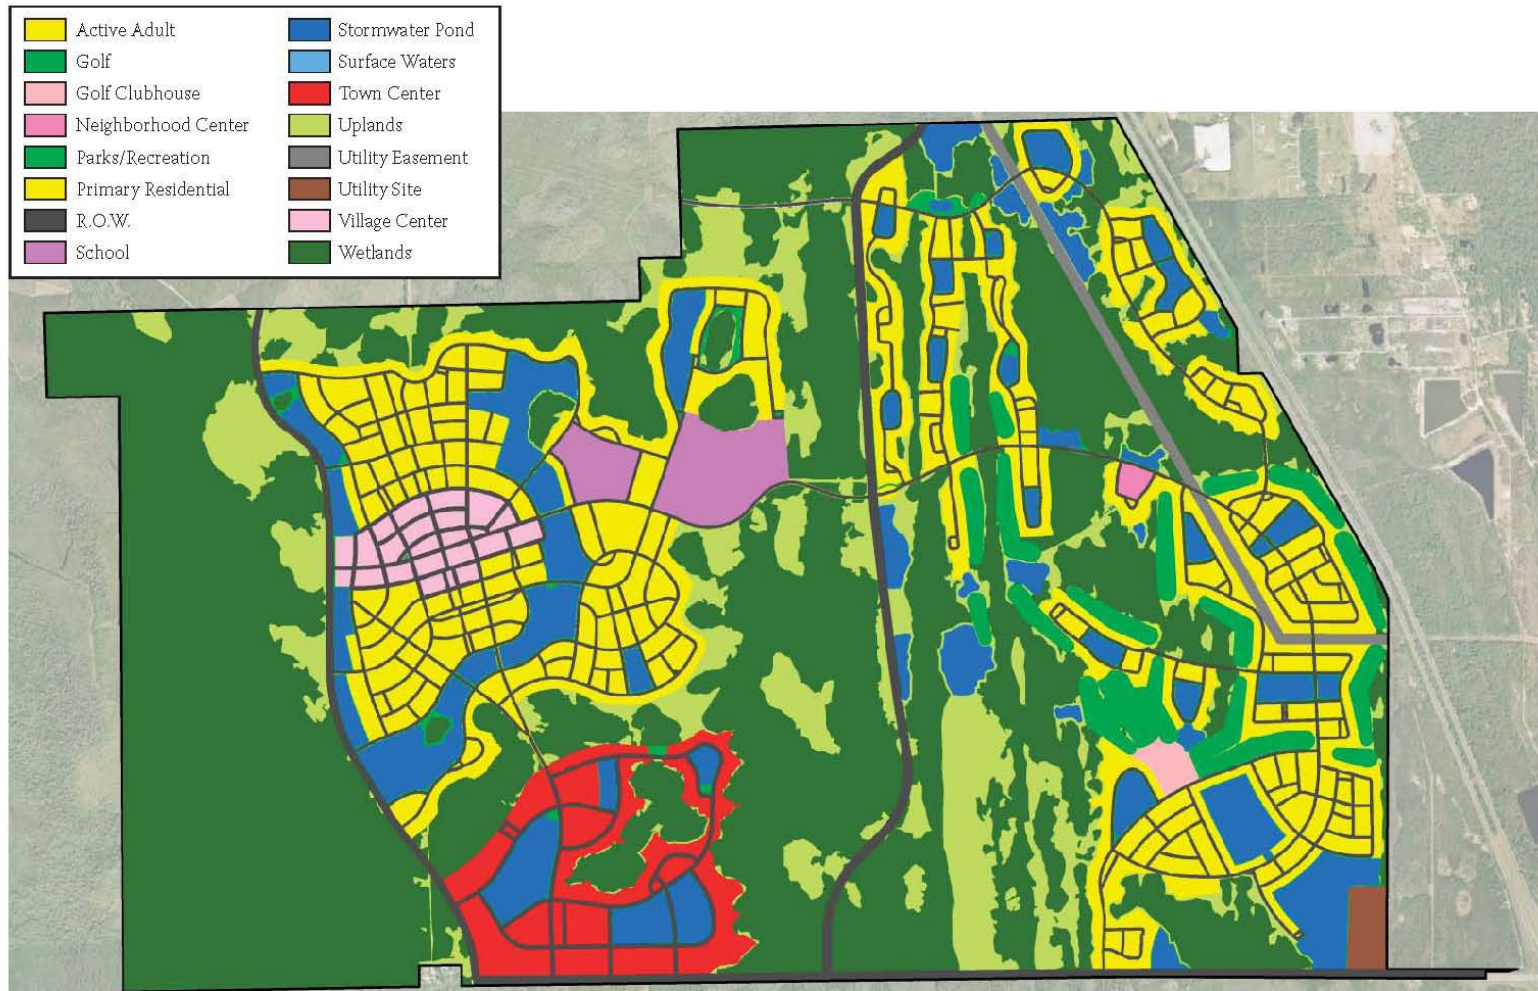 Active Adult
Golf
Golf Clubhouse
Neighborhood Center
Parks/Recreation
Primary Residential
R.O.W.
School
Stormwater Pond
Surface Waters
Town Center
Uplands
Utility Easement
Utility Site
Village Center
Wetlands